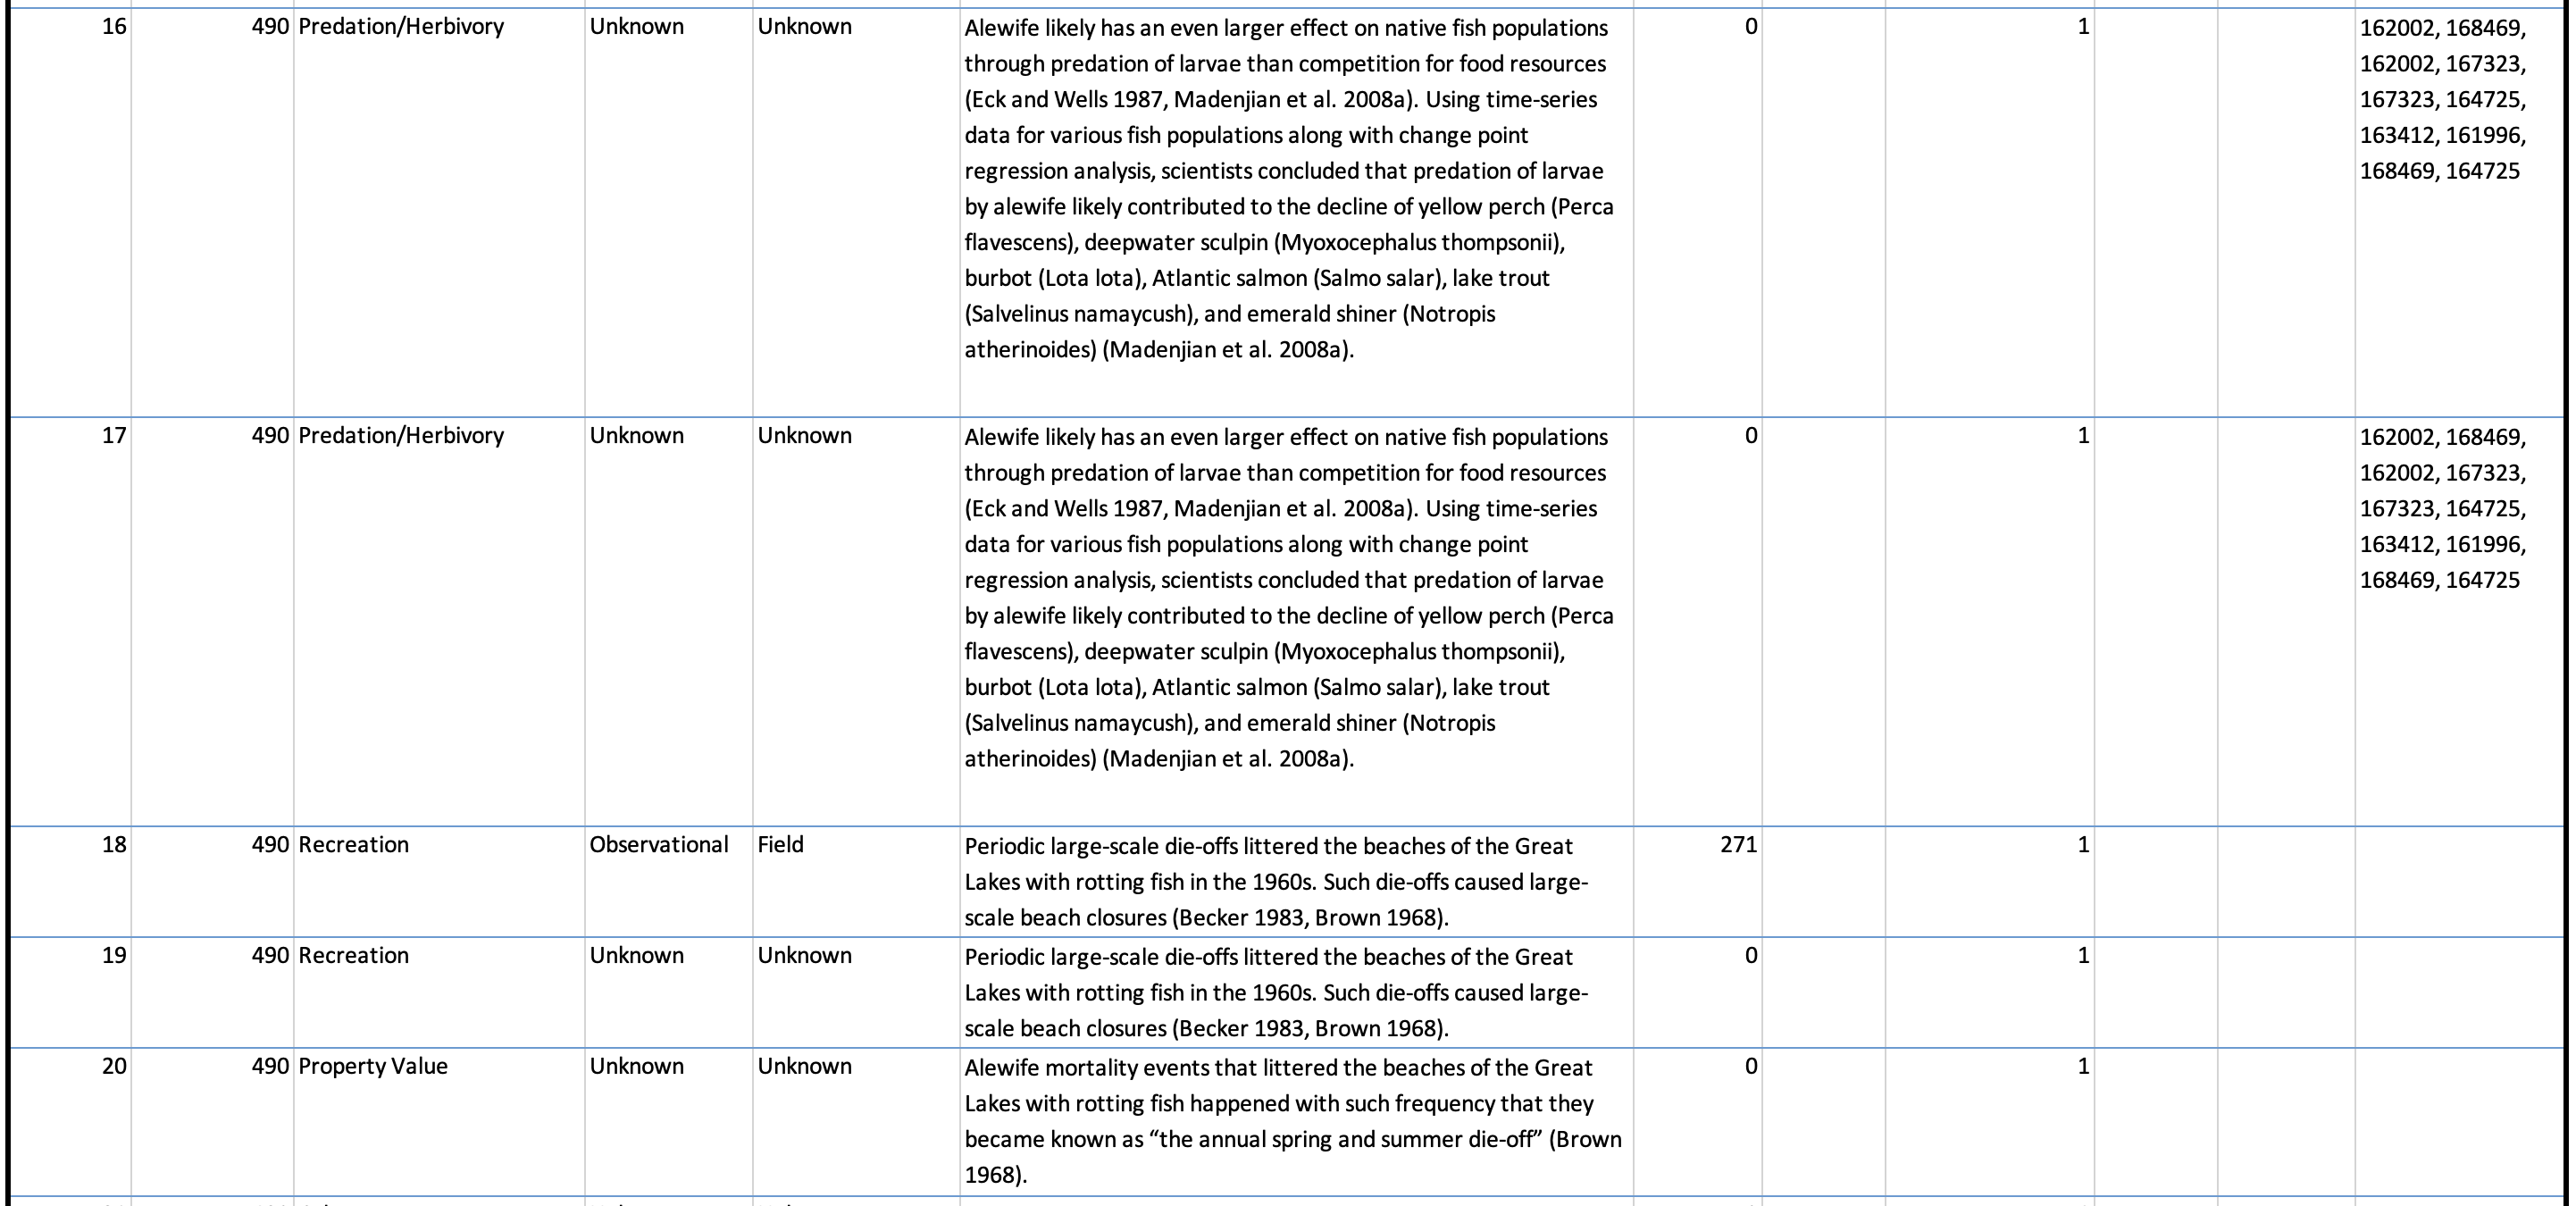 16 490 Predation/Herbivory Unknown Unknown Alewife likely has an even larger effect on native fish populations 0 1 162002, 168469,
through predation of larvae than competition for food resources 162002, 167323,
(Eck and Wells 1987, Madenjian et al. 2008a). Using time-series 167323, 164725,
data for various fish populations along with change point 163412, 161996,
regression analysis, scientists concluded that predation of larvae 168469, 164725
by alewife likely contributed to the decline of yellow perch (Perca
flavescens), deepwater sculpin (Myoxocephalus thompsonii),
burbot (Lota lota), Atlantic salmon (Salmo salar), lake trout
(Salvelinus namaycush), and emerald shiner (Notropis
atherinoides) (Madenjian et al. 2008a).
17 490 Predation/Herbivory Unknown Unknown Alewife likely has an even larger effect on native fish populations 0 1 162002, 168469,
through predation of larvae than competition for food resources 162002, 167323,
(Eck and Wells 1987, Madenjian et al. 2008a). Using time-series 167323, 164725,
data for various fish populations along with change point 163412, 161996,
regression analysis, scientists concluded that predation of larvae 168469, 164725
by alewife likely contributed to the decline of yellow perch (Perca
flavescens), deepwater sculpin (Myoxocephalus thompsonii),
burbot (Lota lota), Atlantic salmon (Salmo salar), lake trout
(Salvelinus namaycush), and emerald shiner (Notropis
atherinoides) (Madenjian et al. 2008a).
18 490 Recreation Observational Field Periodic large-scale die-offs littered the beaches of the Great 271 1
Lakes with rotting fish in the 1960s. Such die-offs caused large-
scale beach closures (Becker 1983, Brown 1968).
19 490 Recreation Unknown Unknown Periodic large-scale die-offs littered the beaches of the Great 0 1
Lakes with rotting fish in the 1960s. Such die-offs caused large-
scale beach closures (Becker 1983, Brown 1968).
20 490 Property Value Unknown Unknown Alewife mortality events that littered the beaches of the Great 0 1
Lakes with rotting fish happened with such frequency that they
became known as “the annual spring and summer die-off” (Brown
1968).